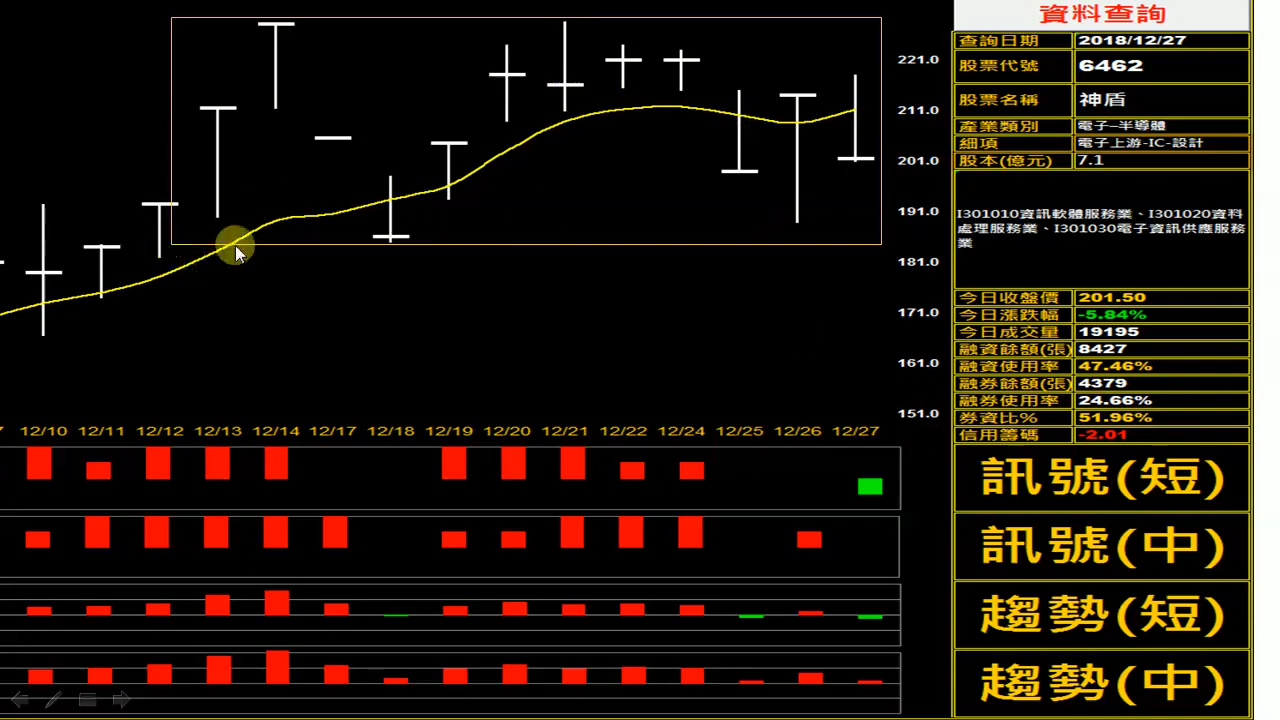 資料查詢
查詢日期 2018/12/27
股票代號 6462
股票名稱 神盾
產業類別 電子–半導體
細項 電子上游-IC-設計
股本(億元) 7.1
I301010資訊軟體服務業、I301020資料
處理服務業、I301030電子資訊供應服務
業
今日收盤價 201.50
今日漲跌幅 -5.84%
今日成交量 19195
融資餘額(張) 8427
融資使用率 47.46%
融券餘額(張) 4379
融券使用率 24.66%
券資比% 51.96%
信用籌碼 -2.01
訊號(短)
訊號(中)
趨勢(短)
趨勢(中)
221.0
211.0
201.0
191.0
181.0
171.0
161.0
151.0
12/10 12/11 12/12 12/13 12/14 12/17 12/18 12/19 12/20 12/21 12/22 12/24 12/25 12/26 12/27